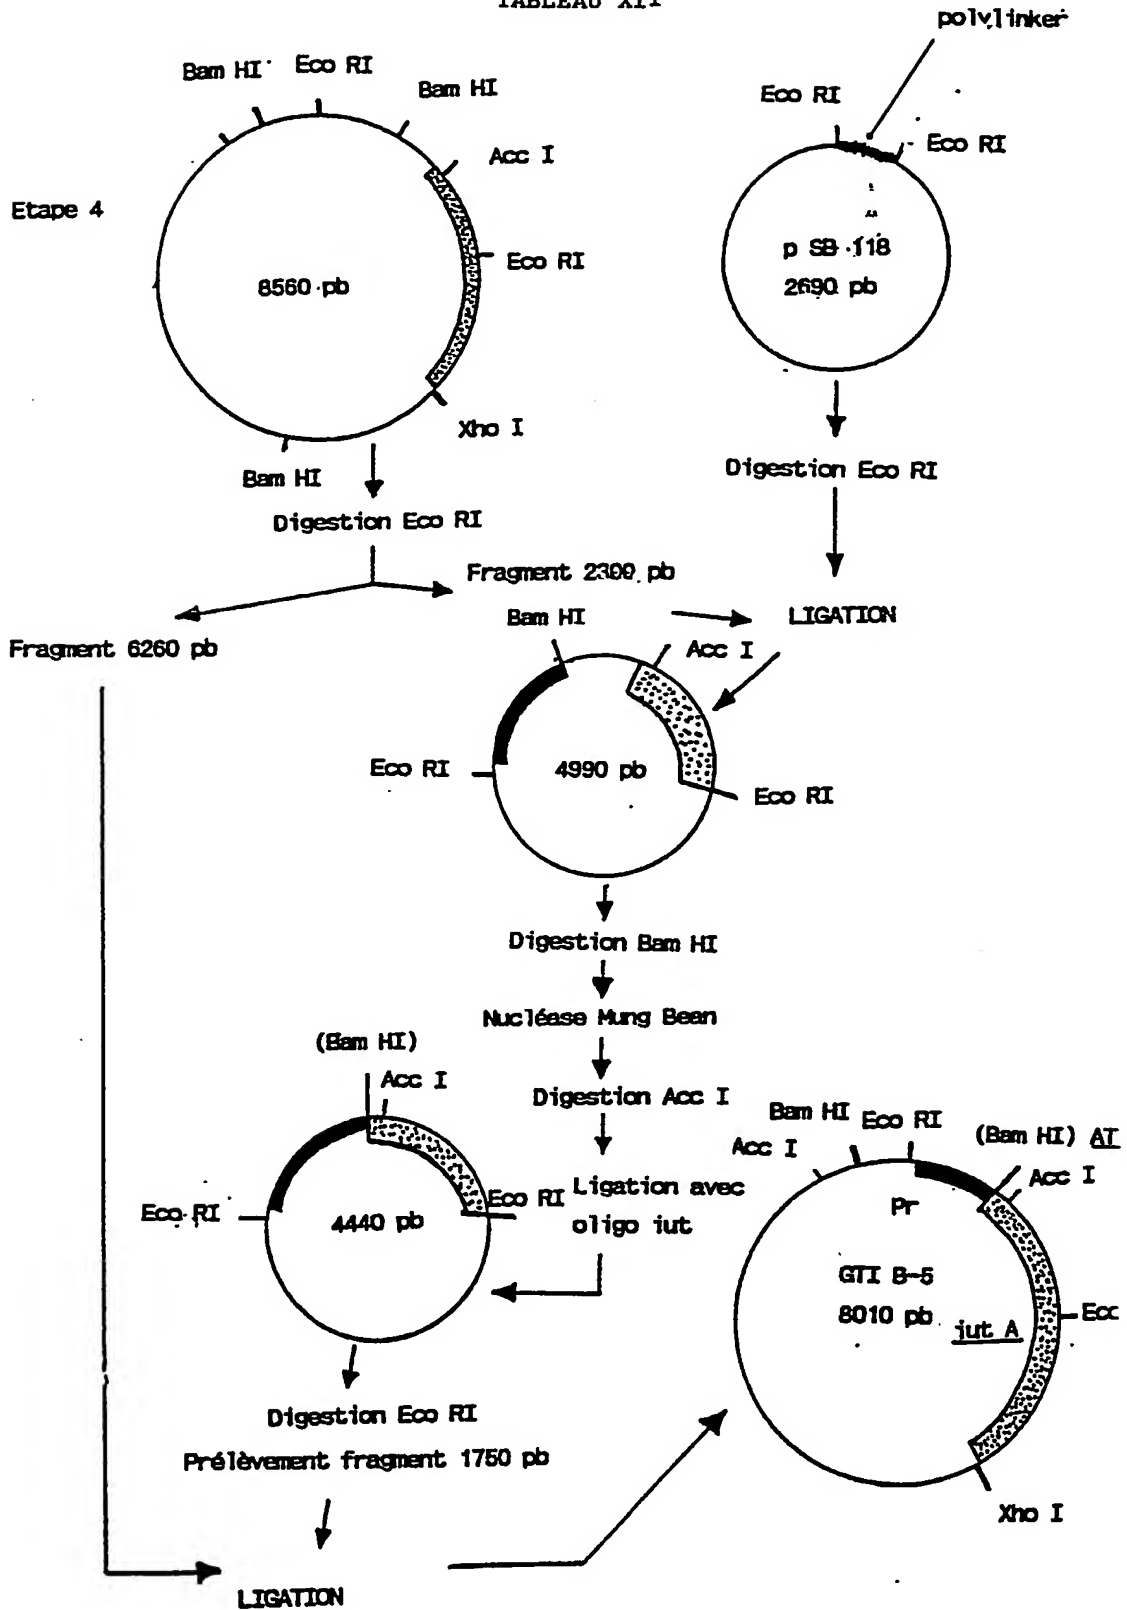 TABLEAU XII
polylinker
Bam HI Eco RI
Bam HI
Eco RI
Acc I
Eco RI
Etape 4
Eco RI
8560 pb
p SB 118
2690 pb
Xho I
Bam HI
Digestion Eco RI
Digestion Eco RI
Fragment 2300 pb
Bam HI
LIGATION
Fragment 6260 pb
Acc I
Eco RI
4990 pb
Eco RI
Digestion Bam HI
Nucléase Mung Bean
(Bam HI)
Acc I
Digestion Acc I
Bam HI Eco RI
(Bam HI) AT
Acc I
Acc I
Eco RI
4440 pb
Eco RI
Ligation avec
oligo iut
Pr
GTI B-5
8010 pb
iut A
Ecc
Digestion Eco RI
Prélèvement fragment 1750 pb
Xho I
LIGATION